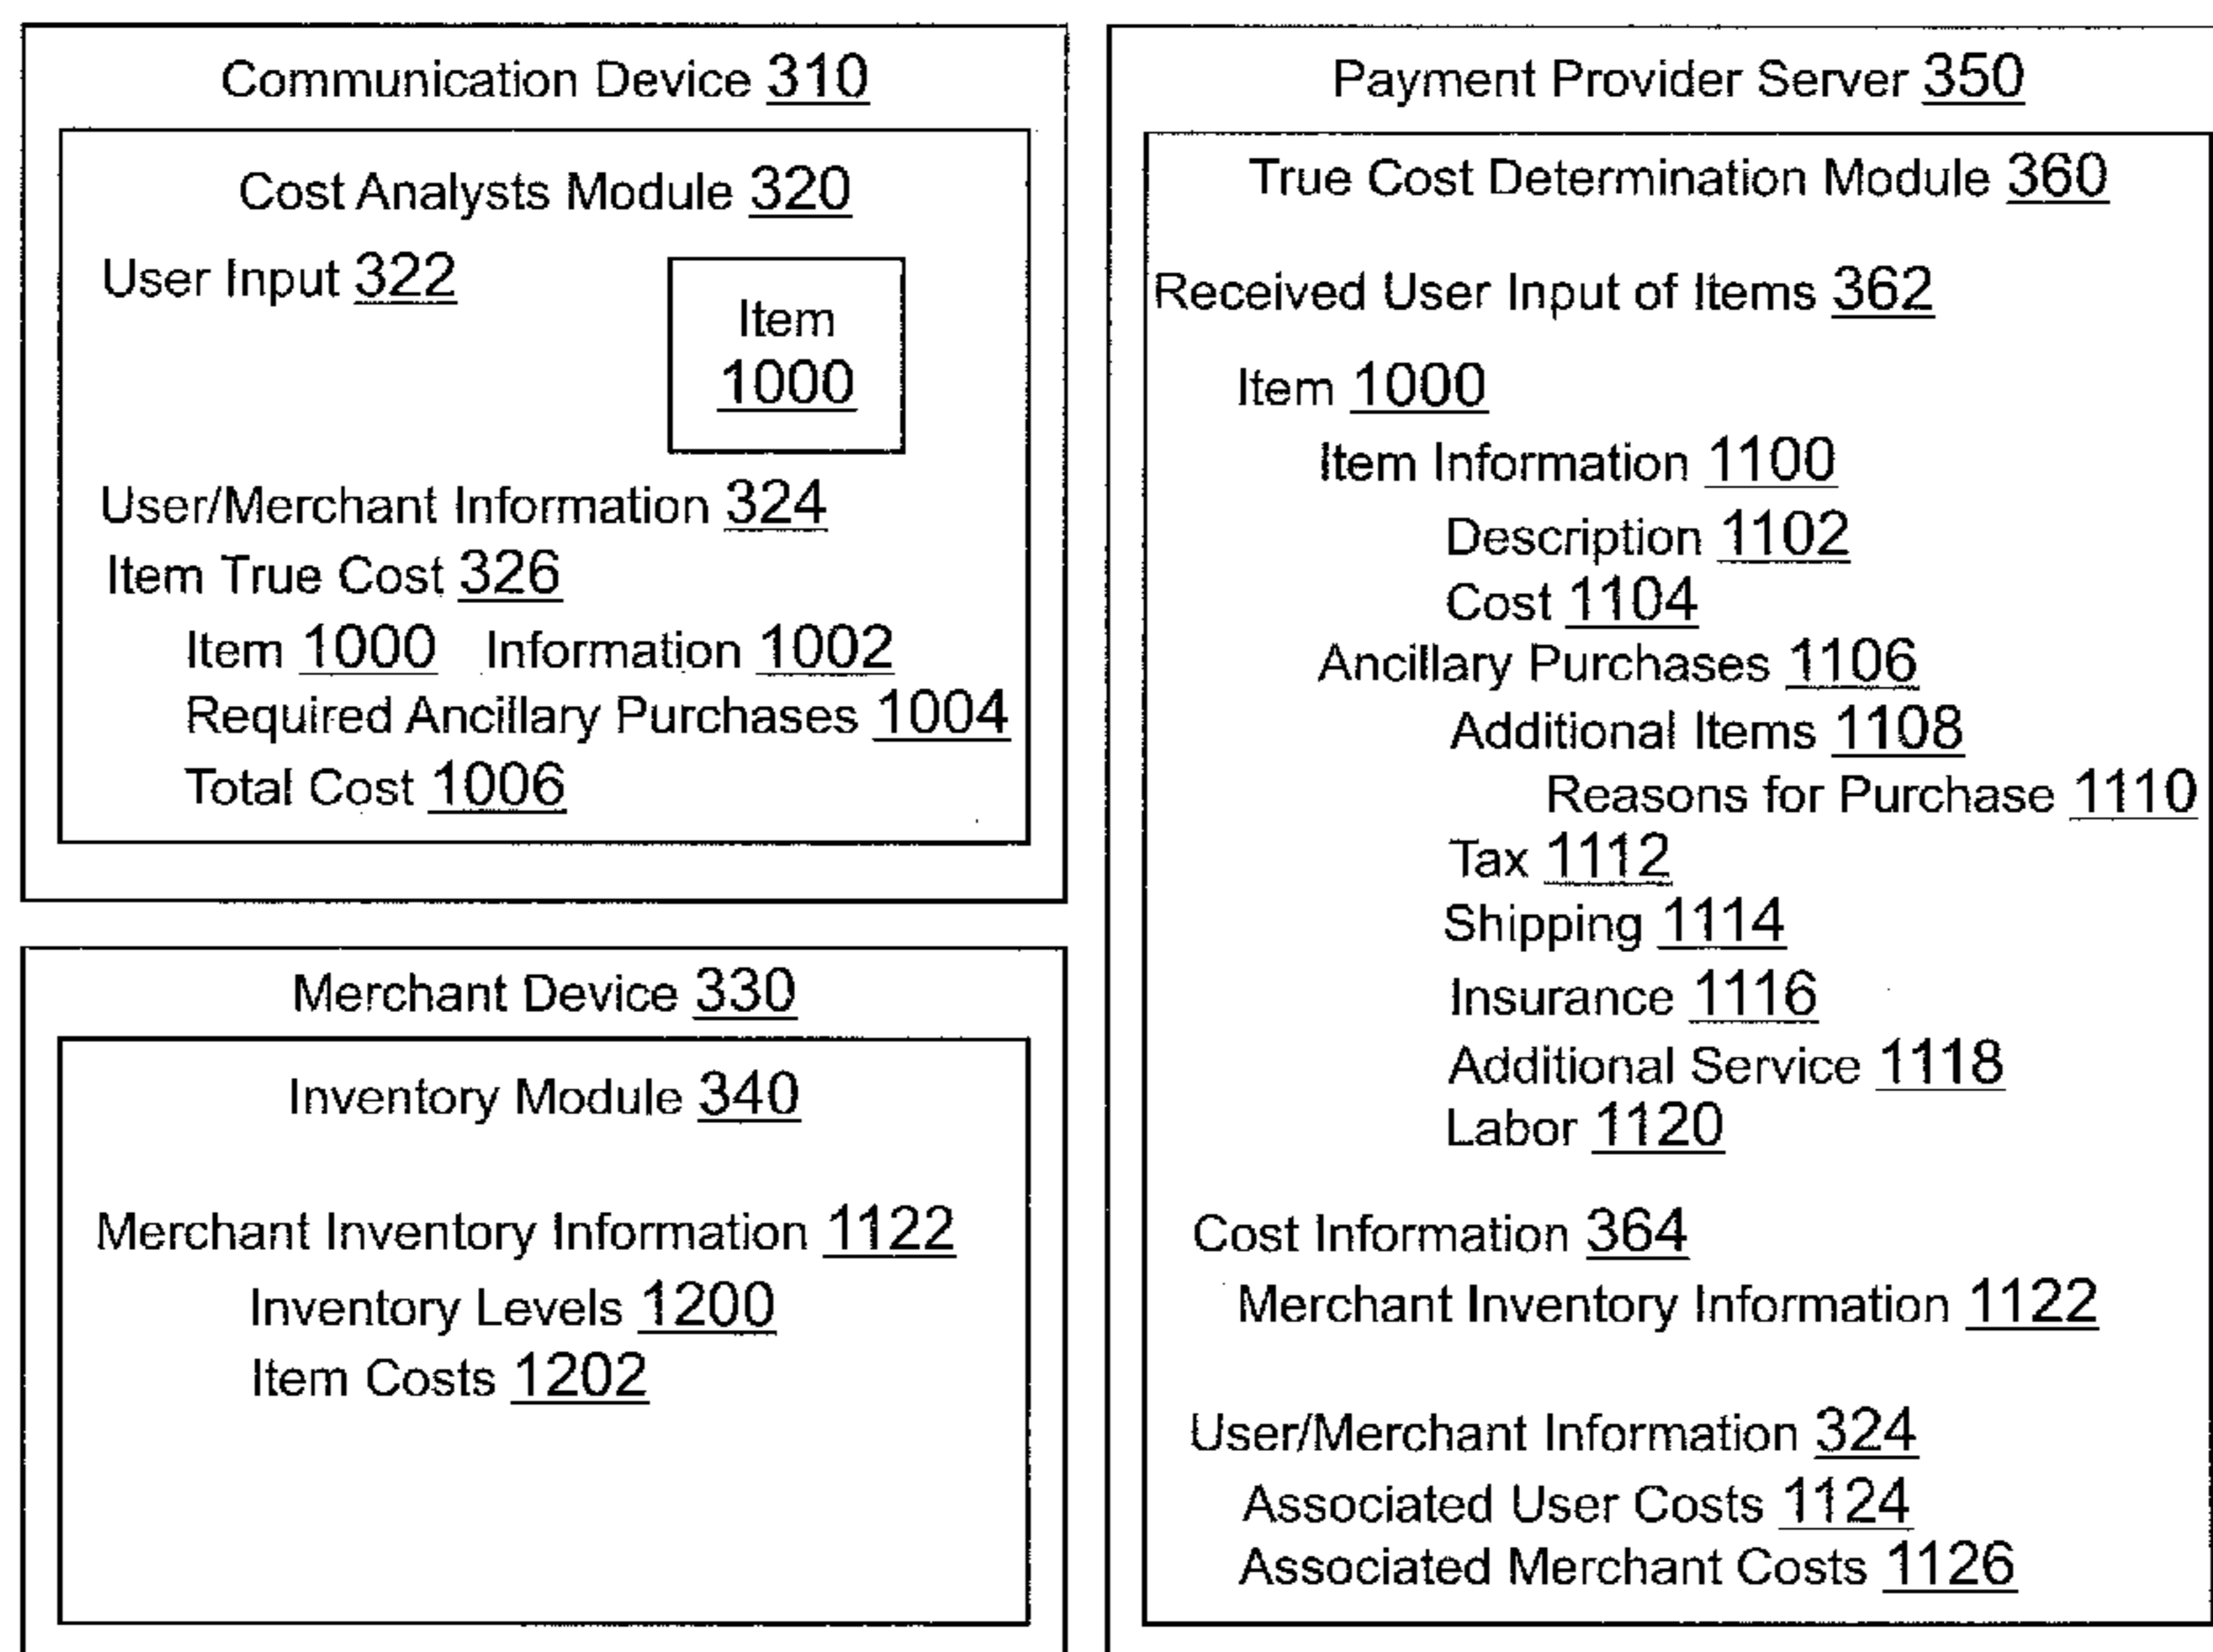 Communication Device 310
Cost Analysts Module 320
User Input 322
Item
1000
User/Merchant Information 324
Item True Cost 326
Item 1000 Information 1002
Required Ancillary Purchases 1004
Total Cost 1006
Merchant Device 330
Inventory Module 340
Merchant Inventory Information 1122
Inventory Levels 1200
Item Costs 1202
Payment Provider Server 350
True Cost Determination Module 360
Received User Input of Items 362
Item 1000
Item Information 1100
Description 1102
Cost 1104
Ancillary Purchases 1106
Additional Items 1108
Reasons for Purchase 1110
Tax 1112
Shipping 1114
Insurance 1116
Additional Service 1118
Labor 1120
Cost Information 364
Merchant Inventory Information 1122
User/Merchant Information 324
Associated User Costs 1124
Associated Merchant Costs 1126